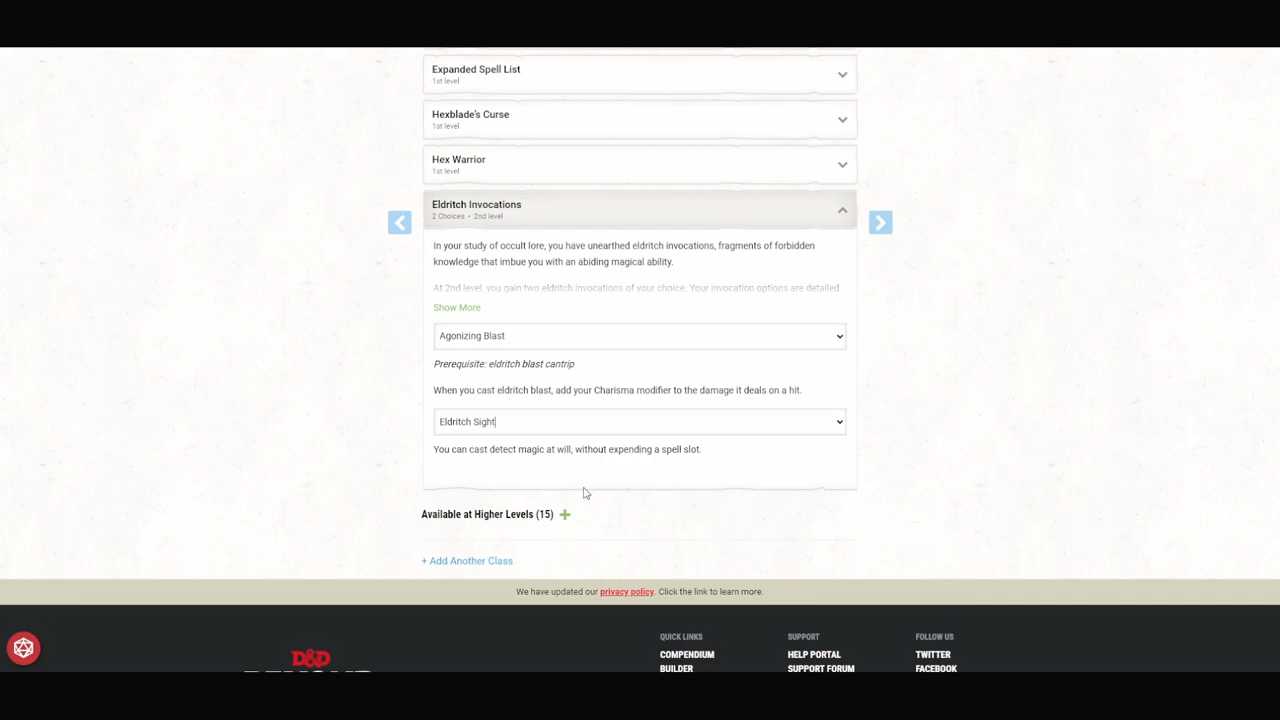 Expanded Spell List
1st level
Hexblade's Curse
1st level
Hex Warrior
1st level
Eldritch Invocations
2 Choices • 2nd level
In your study of occult lore, you have unearthed eldritch invocations, fragments of forbidden
knowledge that imbue you with an abiding magical ability.
At 2nd level, you gain two eldritch invocations of your choice. Your invocation options are detailed
Show More
Agonizing Blast
Prerequisite: eldritch blast cantrip
When you cast eldritch blast, add your Charisma modifier to the damage it deals on a hit.
Eldritch Sight
You can cast detect magic at will, without expending a spell slot.
Available at Higher Levels (15)
+ Add Another Class
We have updated our privacy policy. Click the link to learn more.
QUICK LINKS
COMPENDIUM
BUILDER
SUPPORT
HELP PORTAL
SUPPORT FORUM
FOLLOW US
TWITTER
FACEBOOK
D&D